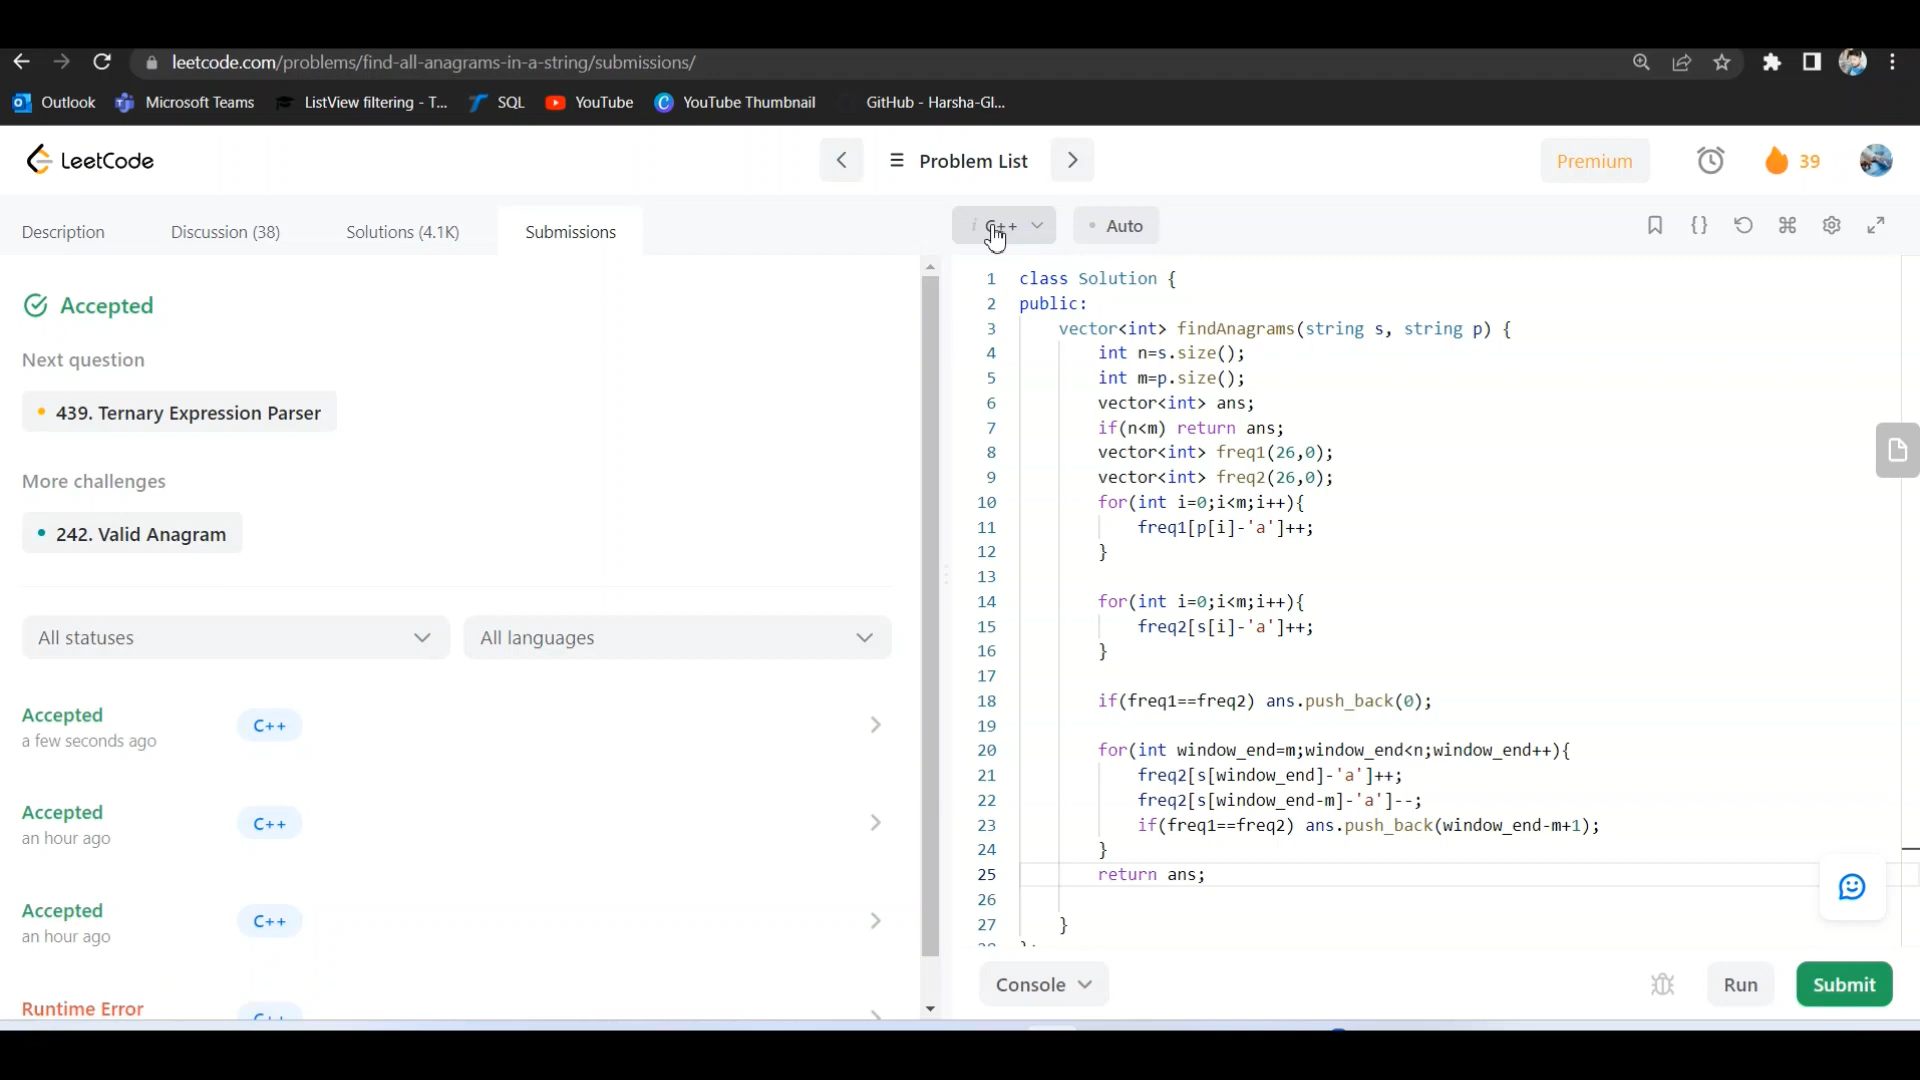 leetcode.com/problems/find-all-anagrams-in-a-string/submissions/
Outlook Microsoft Teams ListView filtering - T... SQL YouTube YouTube Thumbnail GitHub - Harsha-Gl...
LeetCode Problem List Premium 39
Description Discussion (38) Solutions (4.1K) Submissions
i C++ Auto
Accepted
Next question
439. Ternary Expression Parser
More challenges
242. Valid Anagram
All statuses All languages
Accepted C++
a few seconds ago
Accepted C++
an hour ago
Accepted C++
an hour ago
Runtime Error C++
1 class Solution {
2 public:
3 vector<int> findAnagrams(string s, string p) {
4 int n=s.size();
5 int m=p.size();
6 vector<int> ans;
7 if(n<m) return ans;
8 vector<int> freq1(26,0);
9 vector<int> freq2(26,0);
10 for(int i=0;i<m;i++){
11 freq1[p[i]-'a']++;
12 }
13
14 for(int i=0;i<m;i++){
15 freq2[s[i]-'a']++;
16 }
17
18 if(freq1==freq2) ans.push_back(0);
19
20 for(int window_end=m;window_end<n;window_end++){
21 freq2[s[window_end]-'a']++;
22 freq2[s[window_end-m]-'a']--;
23 if(freq1==freq2) ans.push_back(window_end-m+1);
24 }
25 return ans;
26
27 }
28 };
Console Run Submit